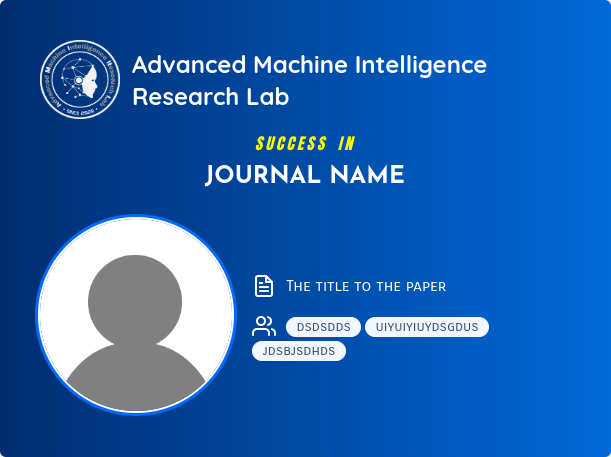 Advanced Machine Intelligence
Research Lab
SUCCESS IN
JOURNAL NAME
THE TITLE TO THE PAPER
DSDSDDS UIYUIYIUYDSGDUS
JDSBJSDHDS